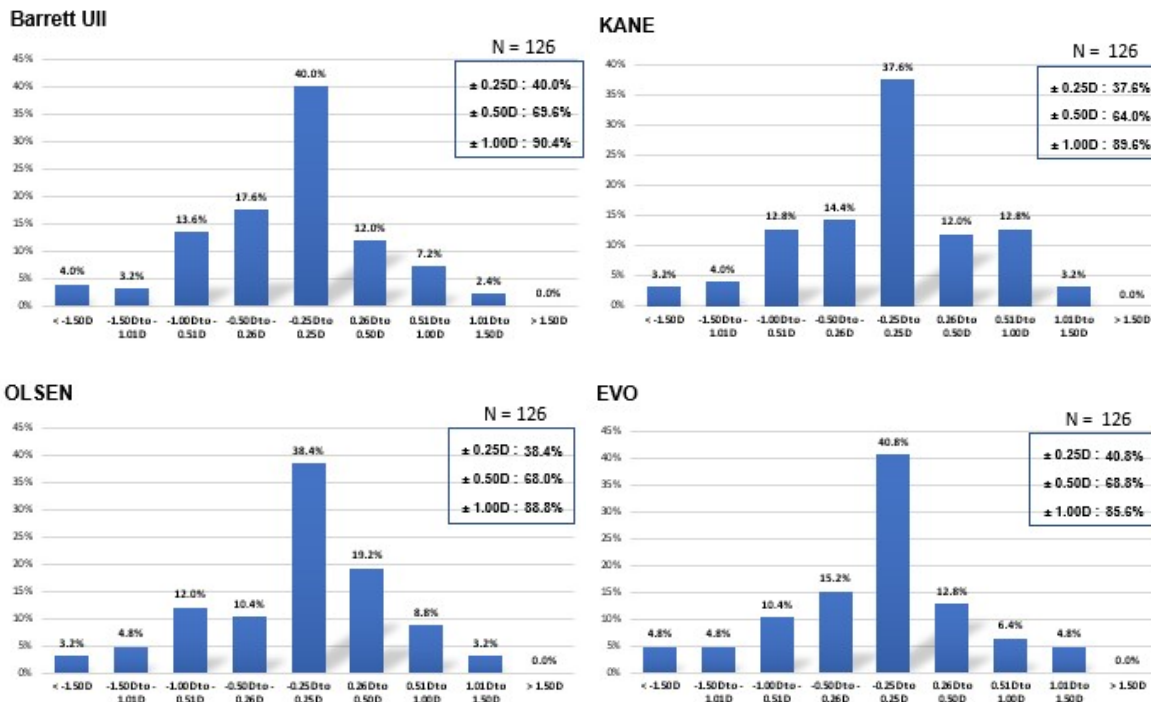 Barrett UII
N = 126
± 0.25D : 40.0%
± 0.50D : 69.6%
± 1.00D : 90.4%
45%
40%
35%
30%
25%
20%
15%
10%
5%
0%
4.0%
3.2%
13.6%
17.6%
40.0%
12.0%
7.2%
2.4%
0.0%
< -1.50D
-1.50D to -
1.01D
-1.00D to -
0.51D
-0.50D to -
0.26D
-0.25D to
0.25D
0.26D to
0.50D
0.51D to
1.00D
1.01D to
1.50D
> 1.50D
KANE
N = 126
± 0.25D : 37.6%
± 0.50D : 64.0%
± 1.00D : 89.6%
40%
35%
30%
25%
20%
15%
10%
5%
0%
3.2%
4.0%
12.8%
14.4%
37.6%
12.0%
12.8%
3.2%
0.0%
< -1.50D
-1.50D to -
1.01D
-1.00D to -
0.51D
-0.50D to -
0.26D
-0.25D to
0.25D
0.26D to
0.50D
0.51D to
1.00D
1.01D to
1.50D
> 1.50D
OLSEN
N = 126
± 0.25D : 38.4%
± 0.50D : 68.0%
± 1.00D : 88.8%
45%
40%
35%
30%
25%
20%
15%
10%
5%
0%
3.2%
4.8%
12.0%
10.4%
38.4%
19.2%
8.8%
3.2%
0.0%
< -1.50D
-1.50D to -
1.01D
-1.00D to -
0.51D
-0.50D to -
0.26D
-0.25D to
0.25D
0.26D to
0.50D
0.51D to
1.00D
1.01D to
1.50D
> 1.50D
EVO
N = 126
± 0.25D : 40.8%
± 0.50D : 68.8%
± 1.00D : 85.6%
45%
40%
35%
30%
25%
20%
15%
10%
5%
0%
4.8%
4.8%
10.4%
15.2%
40.8%
12.8%
6.4%
4.8%
0.0%
< -1.50D
-1.50D to -
1.01D
-1.00D to -
0.51D
-0.50D to -
0.26D
-0.25D to
0.25D
0.26D to
0.50D
0.51D to
1.00D
1.01D to
1.50D
> 1.50D